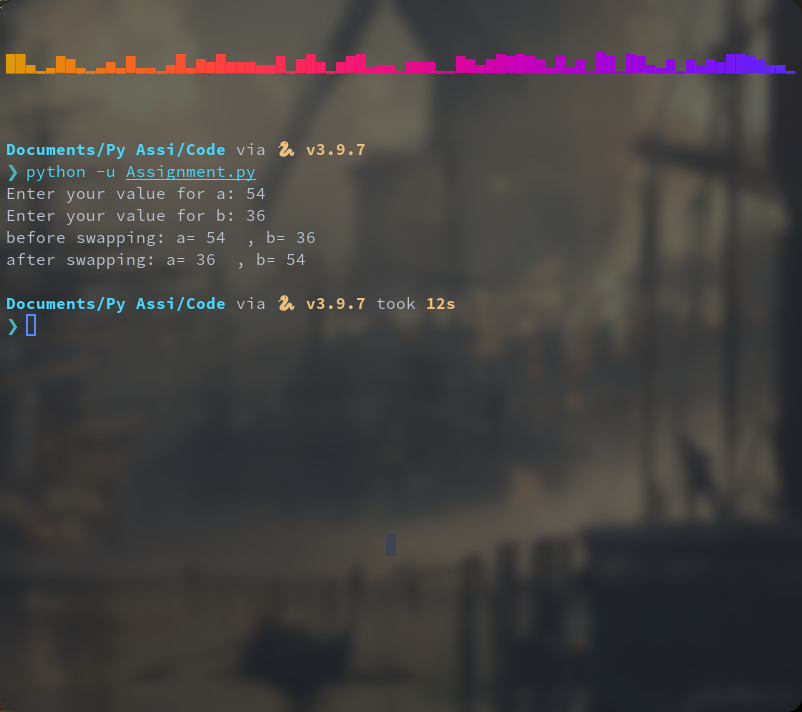 Documents/Py Assi/Code via 🐍 v3.9.7
❯ python -u Assignment.py
Enter your value for a: 54
Enter your value for b: 36
before swapping: a= 54  , b= 36
after swapping: a= 36  , b= 54
Documents/Py Assi/Code via 🐍 v3.9.7 took 12s
❯